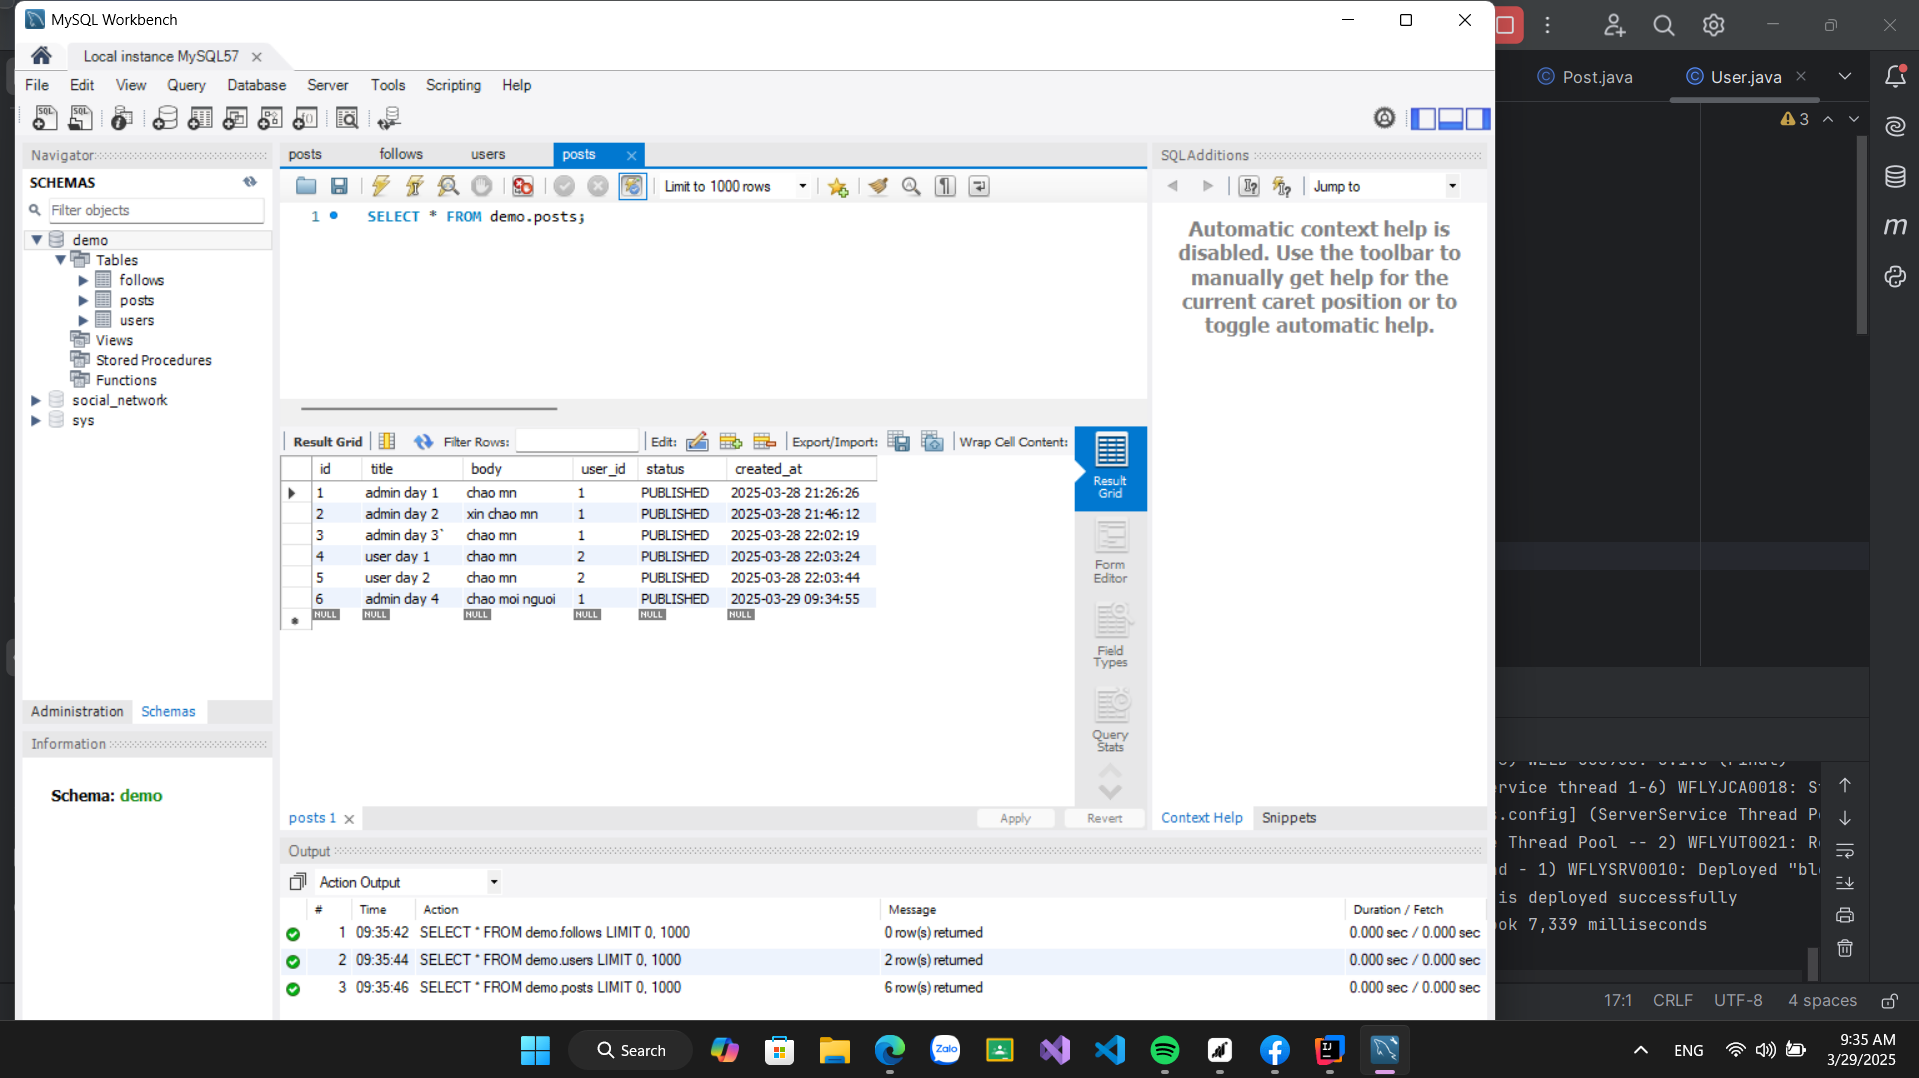 MySQL Workbench
Local instance MySQL57
File Edit View Query Database Server Tools Scripting Help
Navigator
SCHEMAS
Filter objects
demo
Tables
follows
posts
users
Views
Stored Procedures
Functions
social_network
sys
Administration Schemas
Information
Schema: demo
posts follows users posts
Limit to 1000 rows
1 SELECT * FROM demo.posts;
Result Grid Filter Rows: Edit: Export/Import: Wrap Cell Content:
id title body user_id status created_at
1 admin day 1 chao mn 1 PUBLISHED 2025-03-28 21:26:26
2 admin day 2 xin chao mn 1 PUBLISHED 2025-03-28 21:46:12
3 admin day 3` chao mn 1 PUBLISHED 2025-03-28 22:02:19
4 user day 1 chao mn 2 PUBLISHED 2025-03-28 22:03:24
5 user day 2 chao mn 2 PUBLISHED 2025-03-28 22:03:44
6 admin day 4 chao moi nguoi 1 PUBLISHED 2025-03-29 09:34:55
NULL NULL NULL NULL NULL NULL
Result
Grid
Form
Editor
Field
Types
Query
Stats
posts 1 Apply Revert
SQLAdditions
Jump to
Automatic context help is
disabled. Use the toolbar to
manually get help for the
current caret position or to
toggle automatic help.
Context Help Snippets
Output
Action Output
# Time Action Message Duration / Fetch
1 09:35:42 SELECT * FROM demo.follows LIMIT 0, 1000 0 row(s) returned 0.000 sec / 0.000 sec
2 09:35:44 SELECT * FROM demo.users LIMIT 0, 1000 2 row(s) returned 0.000 sec / 0.000 sec
3 09:35:46 SELECT * FROM demo.posts LIMIT 0, 1000 6 row(s) returned 0.000 sec / 0.000 sec
Post.java User.java
3
m
rvice thread 1-6) WFLYJCA0018: S
s.config] (ServerService Thread P
Thread Pool -- 2) WFLYUT0021: R
d - 1) WFLYSRV0010: Deployed "bl
is deployed successfully
ok 7,339 milliseconds
17:1 CRLF UTF-8 4 spaces
Search
Zalo
ENG
9:35 AM
3/29/2025